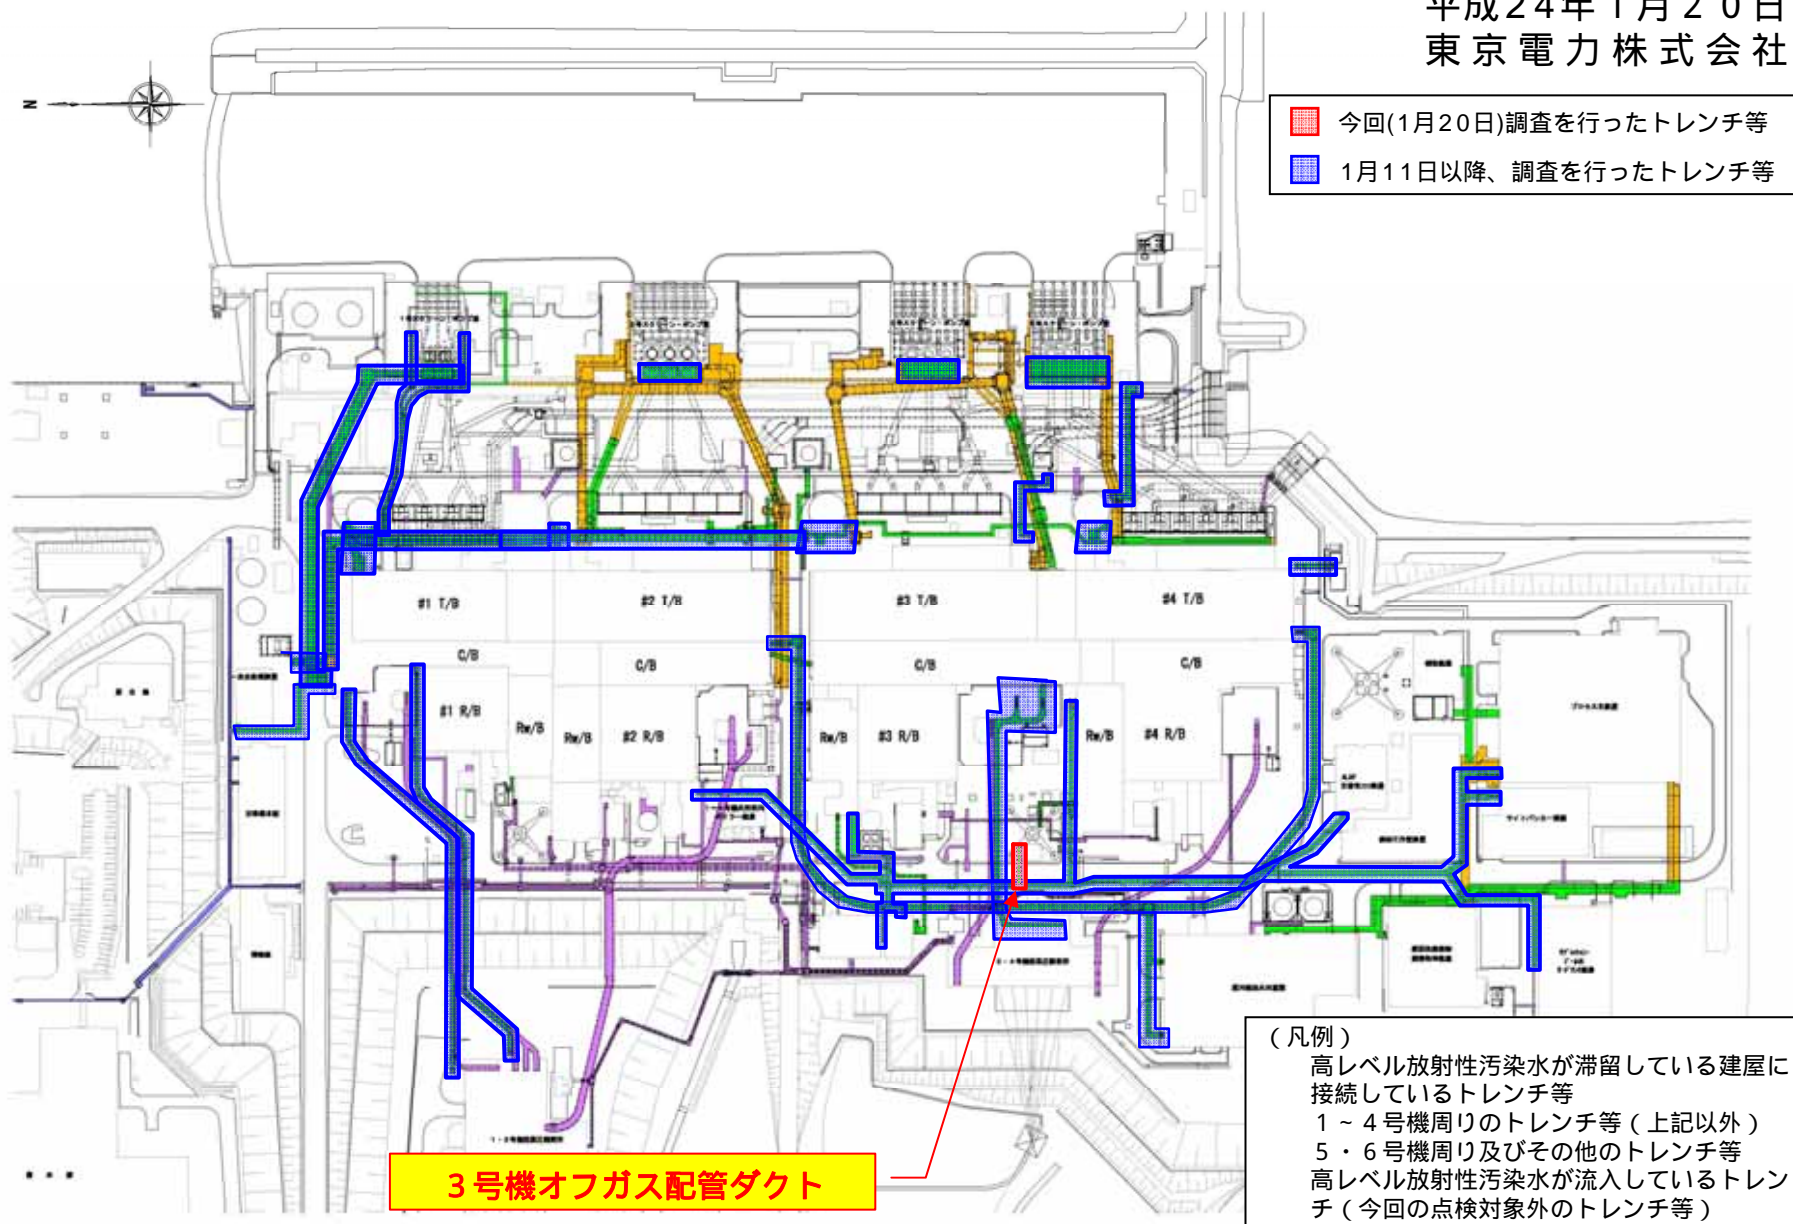 平成24年1月20日
東京電力株式会社
N
今回(1月20日)調査を行ったトレンチ等
1月11日以降、調査を行ったトレンチ等
#1 T/B
#2 T/B
#3 T/B
#4 T/B
C/B
C/B
C/B
C/B
#1 R/B
Rw/B
Rw/B
#2 R/B
Rw/B
#3 R/B
Rw/B
#4 R/B
3号機オフガス配管ダクト
(凡例)
高レベル放射性汚染水が滞留している建屋に
接続しているトレンチ等
1~4号機周りのトレンチ等(上記以外)
5・6号機周り及びその他のトレンチ等
高レベル放射性汚染水が流入しているトレン
チ(今回の点検対象外のトレンチ等)